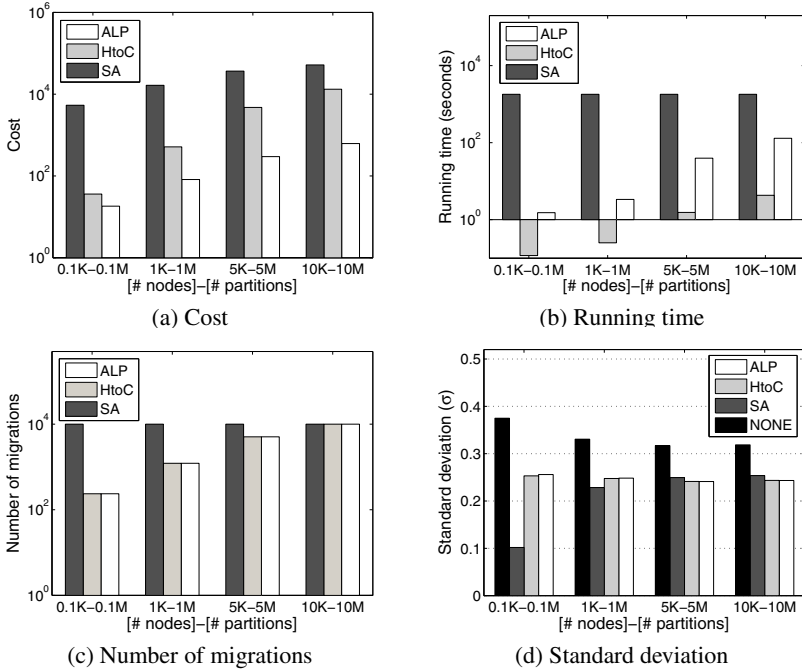 10^6
10^4
10^2
10^0
Cost
ALP
HtoC
SA
0.1K−0.1M 1K−1M 5K−5M 10K−10M
[# nodes]−[# partitions]
(a) Cost
10^4
10^2
10^0
Running time (seconds)
ALP
HtoC
SA
0.1K−0.1M 1K−1M 5K−5M 10K−10M
[# nodes]−[# partitions]
(b) Running time
10^4
10^2
10^0
Number of migrations
ALP
HtoC
SA
0.1K−0.1M 1K−1M 5K−5M 10K−10M
[# nodes]−[# partitions]
(c) Number of migrations
0.5
0.4
0.3
0.2
0.1
0
Standard deviation (σ)
ALP
HtoC
SA
NONE
0.1K−0.1M 1K−1M 5K−5M 10K−10M
[# nodes]−[# partitions]
(d) Standard deviation